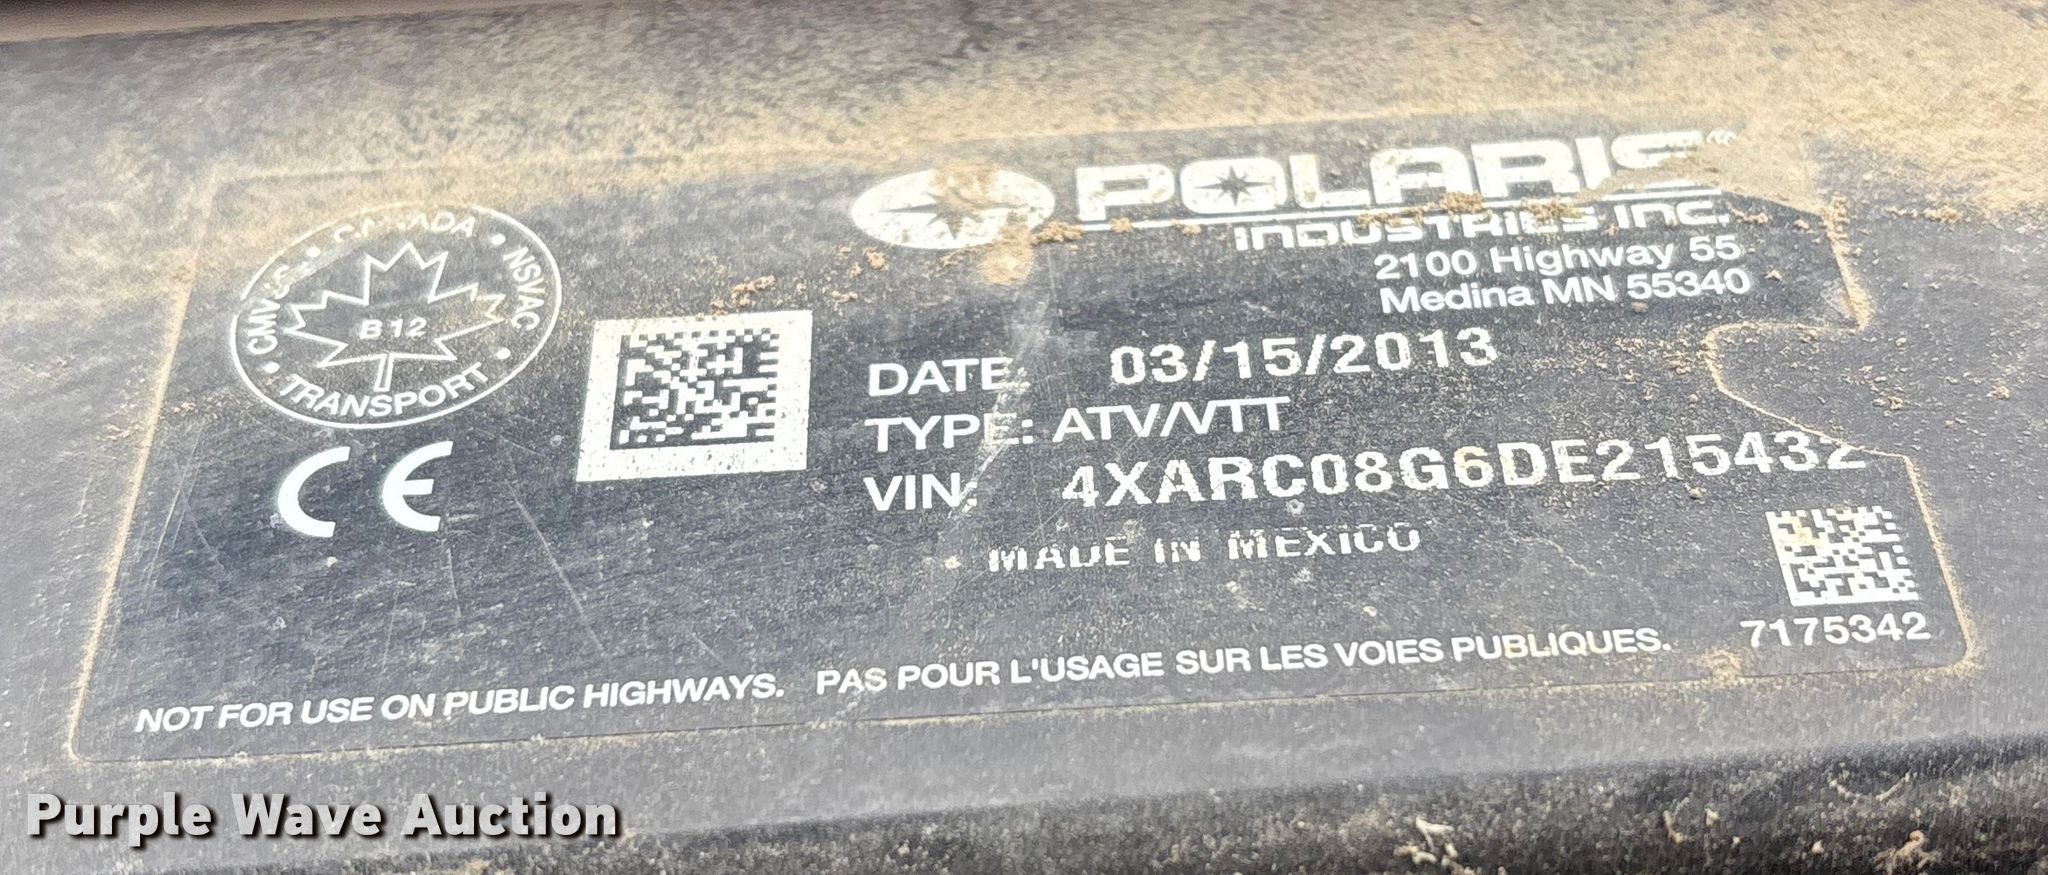 POLARIS
INDUSTRIES INC.
2100 Highway 55
Medina MN 55340
CANADA • NSVAC • TRANSPORT • CMVSS •
B 12
CE
DATE: 03/15/2013
TYPE: ATV/VTT
VIN: 4XARC08G6DE215432
MADE IN MEXICO
7175342
NOT FOR USE ON PUBLIC HIGHWAYS. PAS POUR L'USAGE SUR LES VOIES PUBLIQUES.
Purple Wave Auction